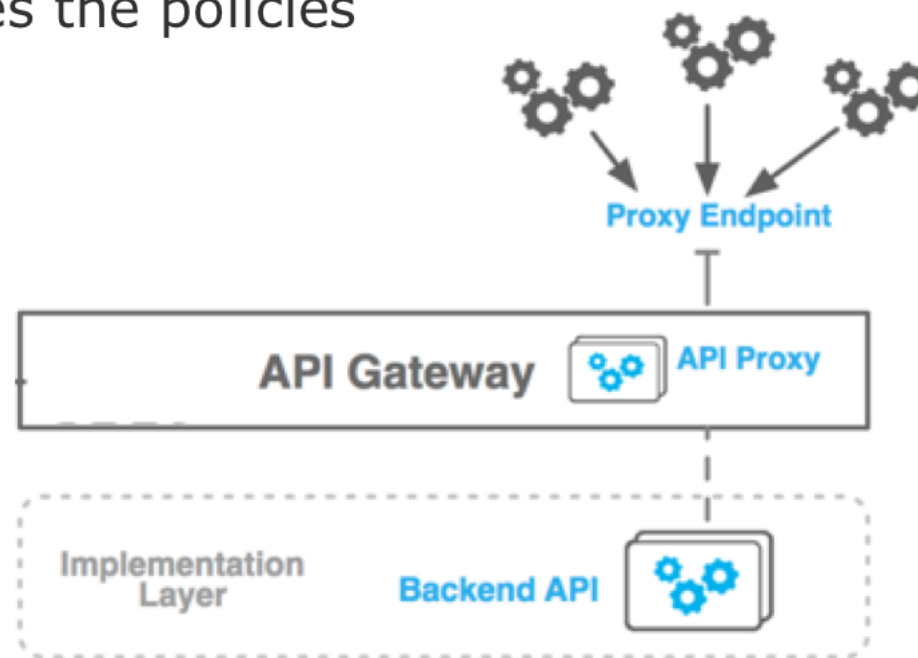 es the policies
Proxy Endpoint
API Gateway
API Proxy
Implementation
Layer
Backend API